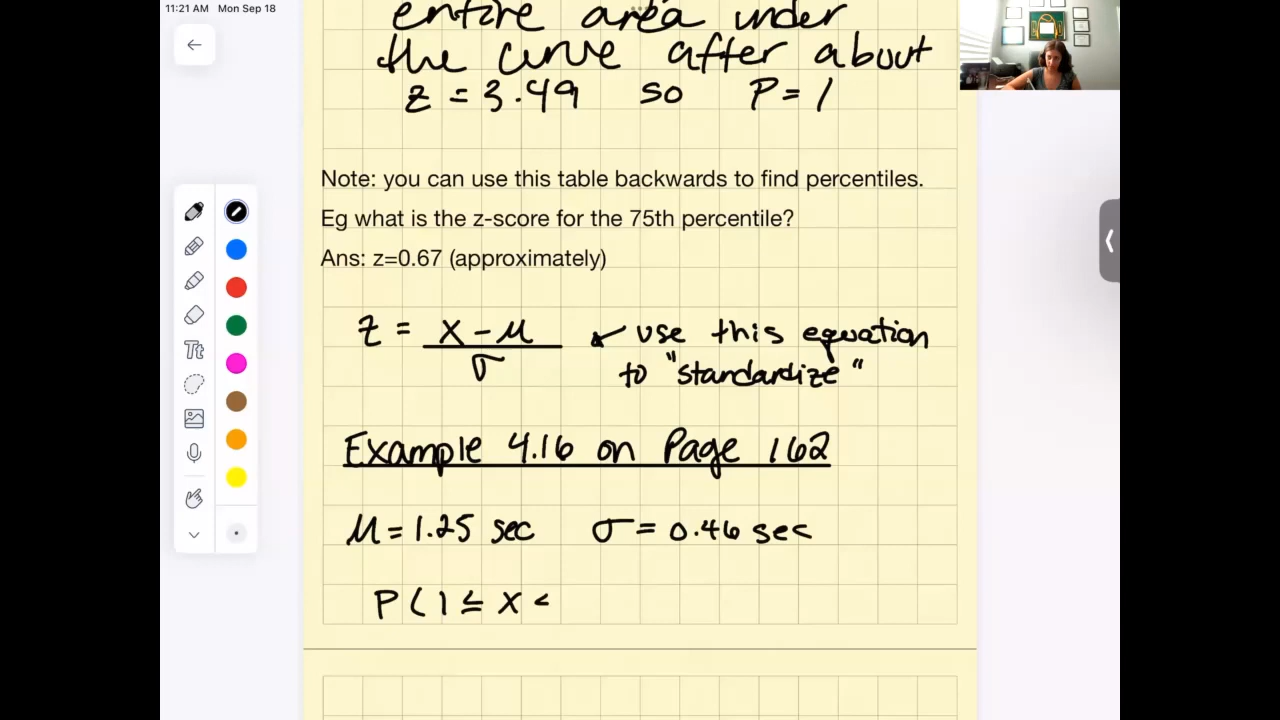 11:21 AM Mon Sep 18
entire area under
the curve after about
z = 3.49 so P = 1
Note: you can use this table backwards to find percentiles.
Eg what is the z-score for the 75th percentile?
Ans: z=0.67 (approximately)
z = (x - μ) / σ ↙ use this equation
to "standardize"
Example 4.16 on Page 162
μ = 1.25 sec σ = 0.46 sec
P ( 1 ≤ X <
Tt